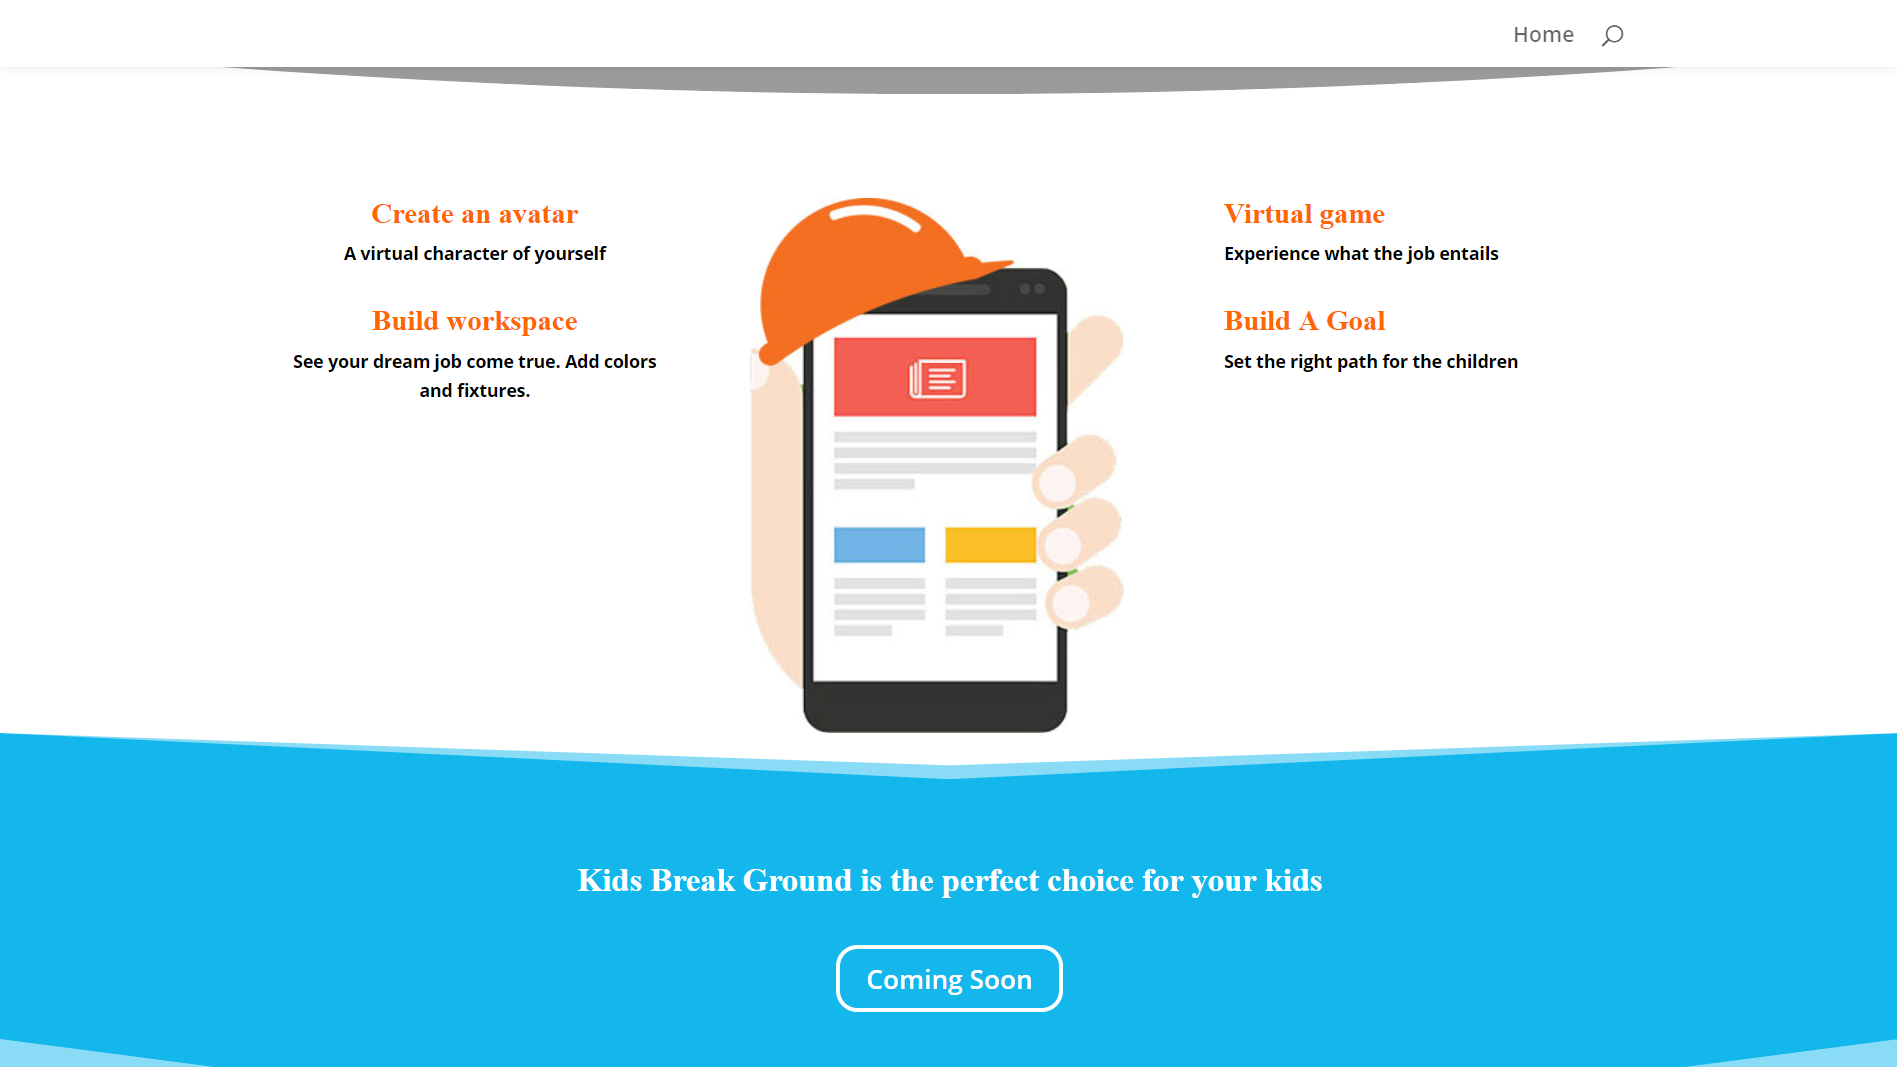 Home
Create an avatar
A virtual character of yourself
Build workspace
See your dream job come true. Add colors
and fixtures.
Virtual game
Experience what the job entails
Build A Goal
Set the right path for the children
Kids Break Ground is the perfect choice for your kids
Coming Soon